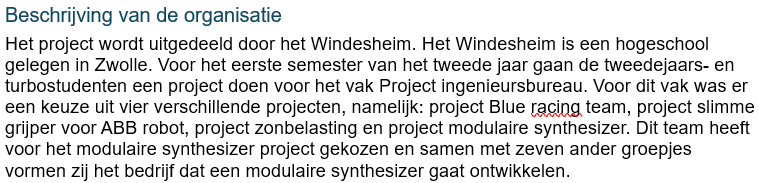 Beschrijving van de organisatie
Het project wordt uitgedeeld door het Windesheim. Het Windesheim is een hogeschool
gelegen in Zwolle. Voor het eerste semester van het tweede jaar gaan de tweedejaars- en
turbostudenten een project doen voor het vak Project ingenieursbureau. Voor dit vak was er
een keuze uit vier verschillende projecten, namelijk: project Blue racing team, project slimme
grijper voor ABB robot, project zonbelasting en project modulaire synthesizer. Dit team heeft
voor het modulaire synthesizer project gekozen en samen met zeven ander groepjes
vormen zij het bedrijf dat een modulaire synthesizer gaat ontwikkelen.